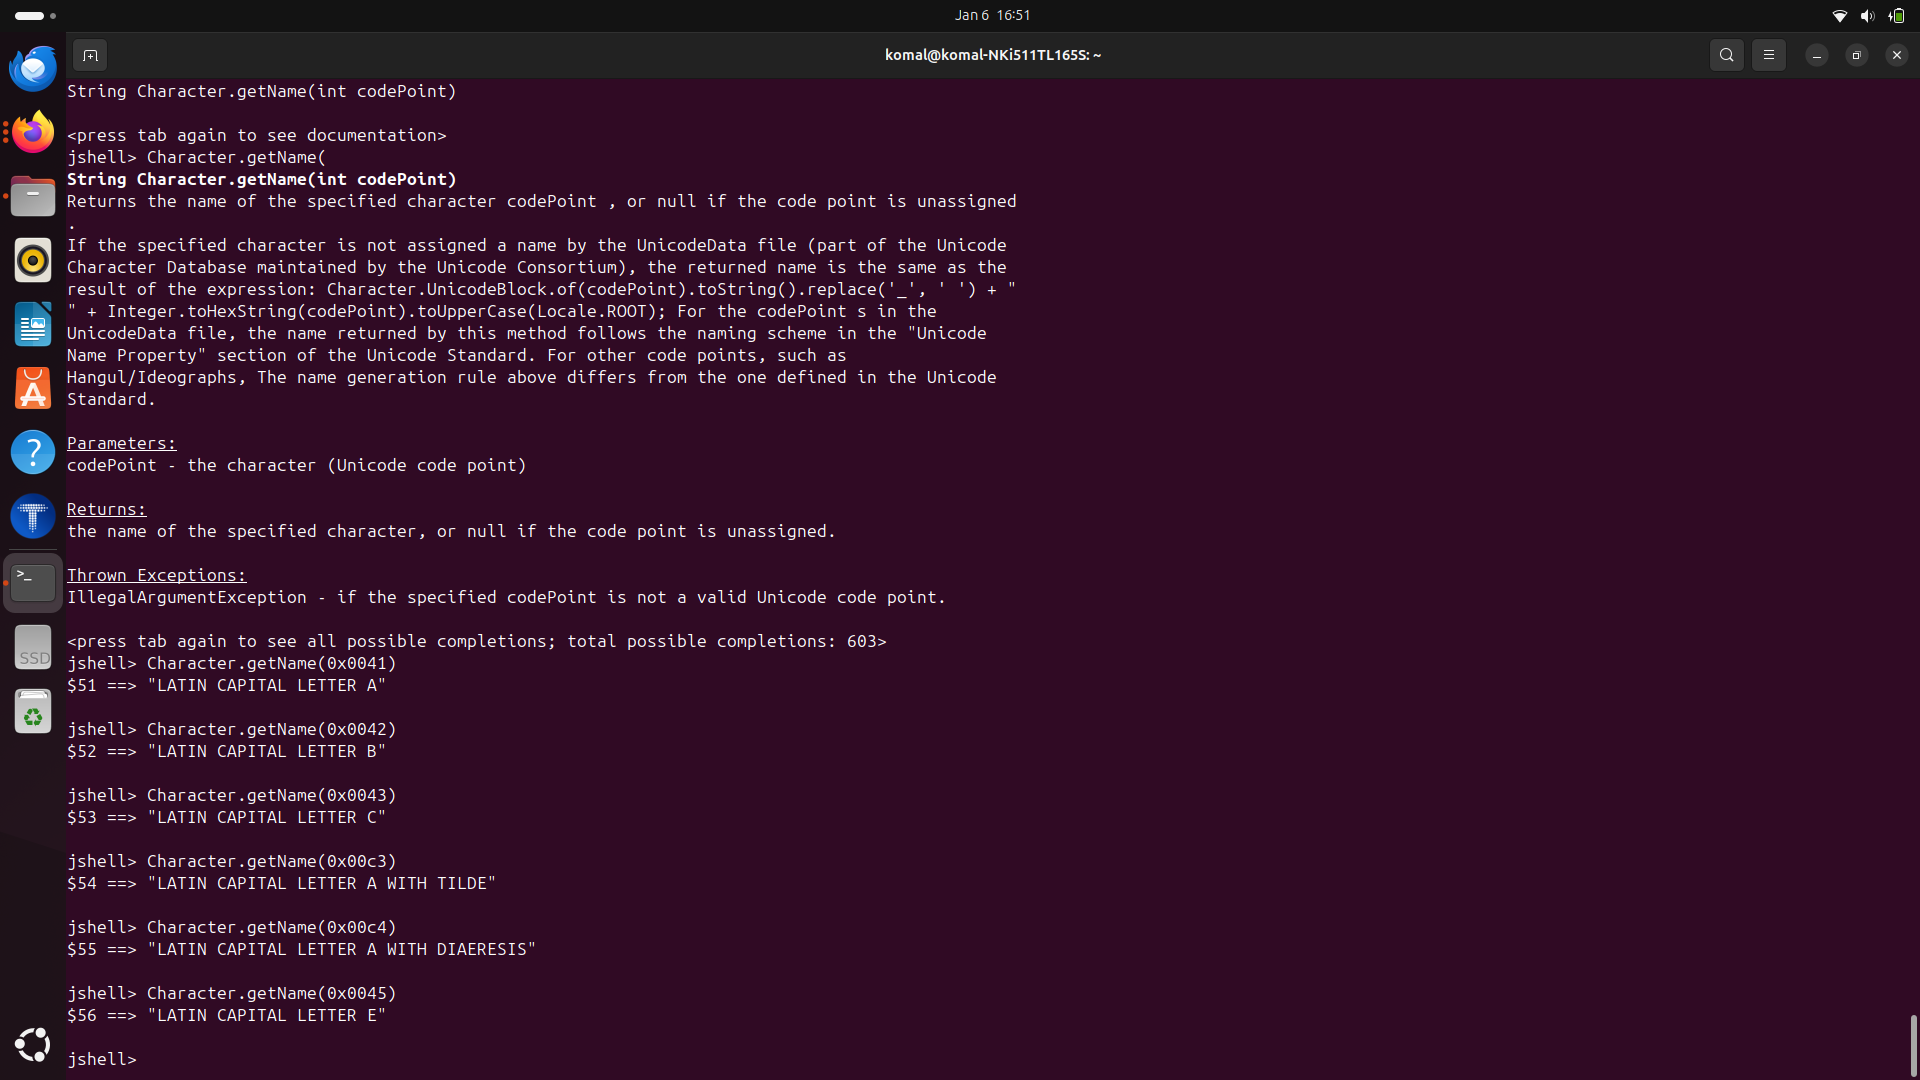 Jan 6 16:51
komal@komal-NKi511TL165S: ~
String Character.getName(int codePoint)
<press tab again to see documentation>
jshell> Character.getName(
String Character.getName(int codePoint)
Returns the name of the specified character codePoint , or null if the code point is unassigned
.
If the specified character is not assigned a name by the UnicodeData file (part of the Unicode
Character Database maintained by the Unicode Consortium), the returned name is the same as the
result of the expression: Character.UnicodeBlock.of(codePoint).toString().replace('_', ' ') + "
" + Integer.toHexString(codePoint).toUpperCase(Locale.ROOT); For the codePoint s in the
UnicodeData file, the name returned by this method follows the naming scheme in the "Unicode
Name Property" section of the Unicode Standard. For other code points, such as
Hangul/Ideographs, The name generation rule above differs from the one defined in the Unicode
Standard.
Parameters:
codePoint - the character (Unicode code point)
Returns:
the name of the specified character, or null if the code point is unassigned.
Thrown Exceptions:
IllegalArgumentException - if the specified codePoint is not a valid Unicode code point.
<press tab again to see all possible completions; total possible completions: 603>
jshell> Character.getName(0x0041)
$51 ==> "LATIN CAPITAL LETTER A"
jshell> Character.getName(0x0042)
$52 ==> "LATIN CAPITAL LETTER B"
jshell> Character.getName(0x0043)
$53 ==> "LATIN CAPITAL LETTER C"
jshell> Character.getName(0x00c3)
$54 ==> "LATIN CAPITAL LETTER A WITH TILDE"
jshell> Character.getName(0x00c4)
$55 ==> "LATIN CAPITAL LETTER A WITH DIAERESIS"
jshell> Character.getName(0x0045)
$56 ==> "LATIN CAPITAL LETTER E"
jshell>
SSD